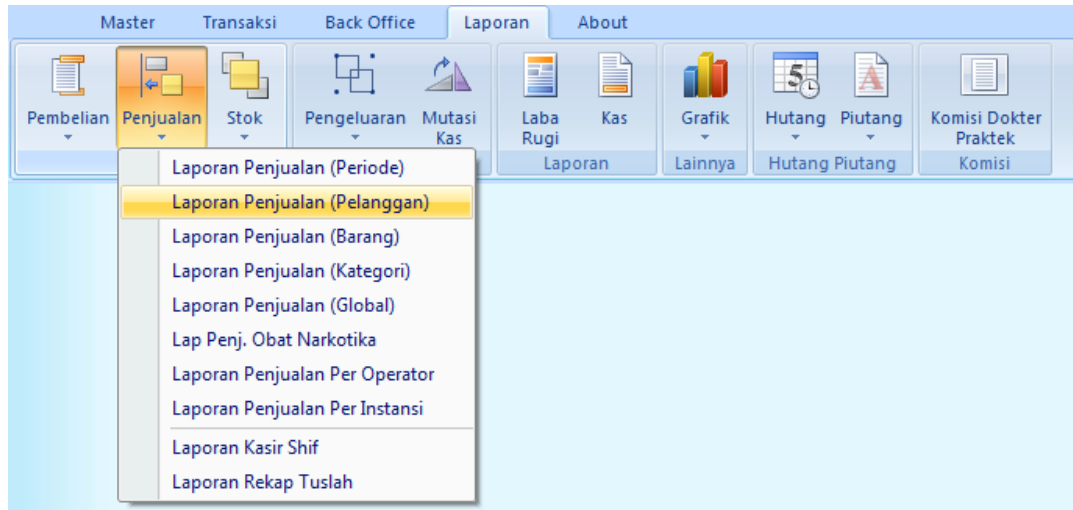 Master Transaksi Back Office Laporan About
Pembelian Penjualan Stok Pengeluaran Mutasi Kas Laba Rugi Kas Grafik Hutang Piutang Komisi Dokter Praktek
Laporan Lainnya Hutang Piutang Komisi
Laporan Penjualan (Periode)
Laporan Penjualan (Pelanggan)
Laporan Penjualan (Barang)
Laporan Penjualan (Kategori)
Laporan Penjualan (Global)
Lap Penj. Obat Narkotika
Laporan Penjualan Per Operator
Laporan Penjualan Per Instansi
Laporan Kasir Shif
Laporan Rekap Tuslah